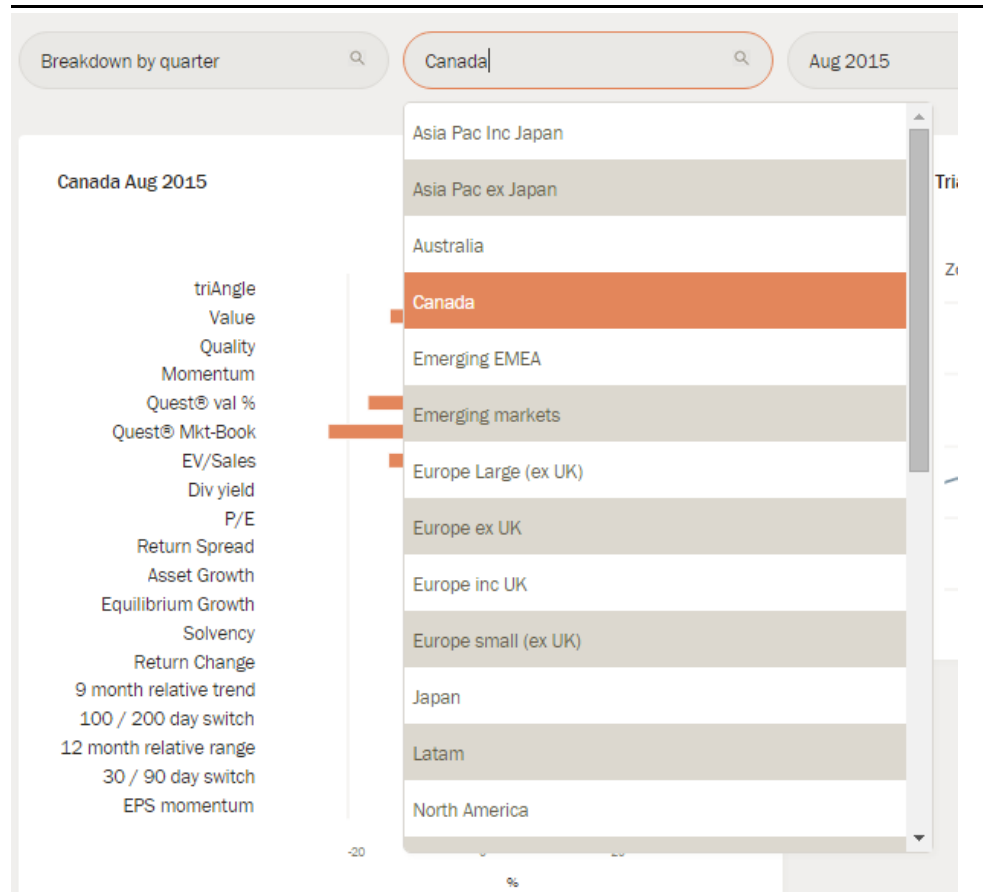 Breakdown by quarter
Canada
Aug 2015
Asia Pac Inc Japan
Asia Pac ex Japan
Australia
Canada
Emerging EMEA
Emerging markets
Europe Large (ex UK)
Europe ex UK
Europe inc UK
Europe small (ex UK)
Japan
Latam
North America
Canada Aug 2015
triAngle
Value
Quality
Momentum
Quest® val %
Quest® Mkt-Book
EV/Sales
Div yield
P/E
Return Spread
Asset Growth
Equilibrium Growth
Solvency
Return Change
9 month relative trend
100 / 200 day switch
12 month relative range
30 / 90 day switch
EPS momentum
-20
%